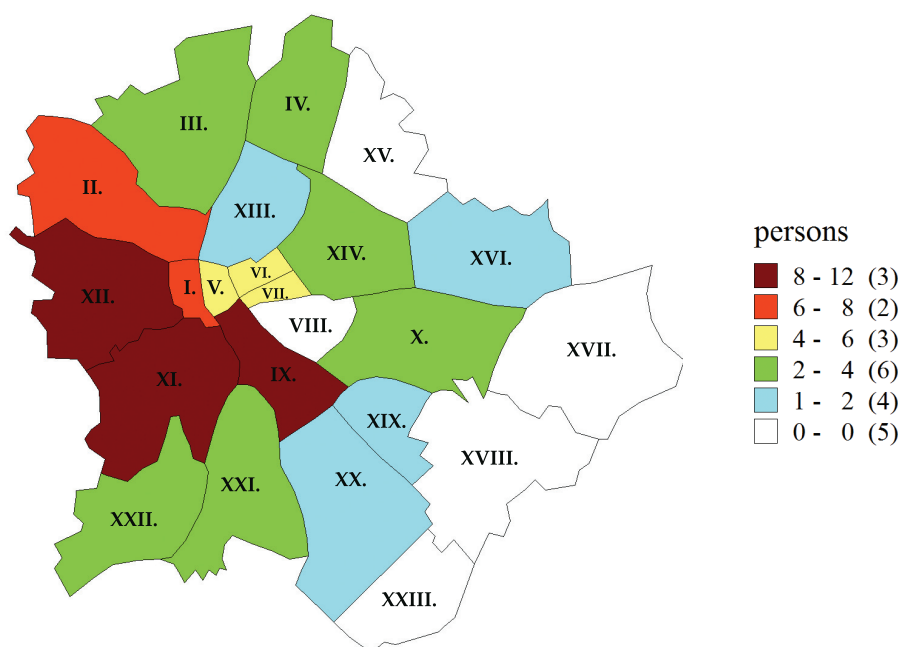 IV.
III.
XV.
II.
XIII.
XIV.
XVI.
VI.
I.
V.
VII.
XII.
VIII.
X.
XVII.
XI.
IX.
XIX.
XVIII.
XX.
XXI.
XXII.
XXIII.
persons
8 - 12 (3)
6 - 8 (2)
4 - 6 (3)
2 - 4 (6)
1 - 2 (4)
0 - 0 (5)